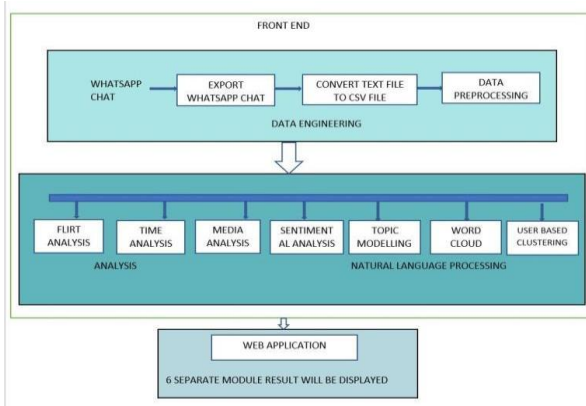 FRONT END
WHATSAPP
CHAT
EXPORT
WHATSAPP CHAT
CONVERT TEXT FILE
TO CSV FILE
DATA
PREPROCESSING
DATA ENGINEERING
FLIRT
ANALYSIS
TIME
ANALYSIS
MEDIA
ANALYSIS
SENTIMENT
AL ANALYSIS
TOPIC
MODELLING
WORD
CLOUD
USER BASED
CLUSTERING
ANALYSIS
NATURAL LANGUAGE PROCESSING
WEB APPLICATION
6 SEPARATE MODULE RESULT WILL BE DISPLAYED